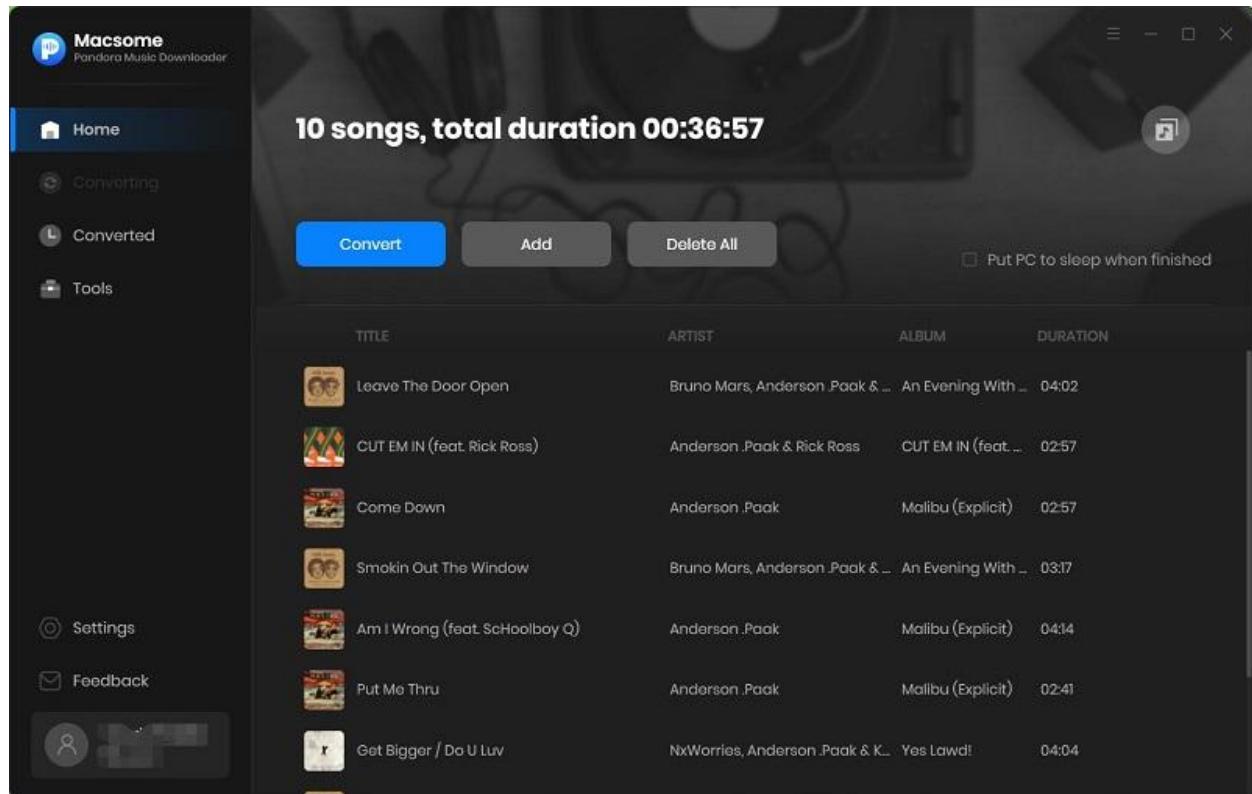 Macsome
Pandora Music Downloader
Home
Converting
Converted
Tools
Settings
Feedback
10 songs, total duration 00:36:57
Convert Add Delete All
Put PC to sleep when finished
TITLE ARTIST ALBUM DURATION
Leave The Door Open Bruno Mars, Anderson .Paak & ... An Evening With ... 04:02
CUT EM IN (feat. Rick Ross) Anderson .Paak & Rick Ross CUT EM IN (feat. ... 02:57
Come Down Anderson .Paak Malibu (Explicit) 02:57
Smokin Out The Window Bruno Mars, Anderson .Paak & ... An Evening With ... 03:17
Am I Wrong (feat. ScHoolboy Q) Anderson .Paak Malibu (Explicit) 04:14
Put Me Thru Anderson .Paak Malibu (Explicit) 02:41
Get Bigger / Do U Luv NxWorries, Anderson .Paak & K... Yes Lawd! 04:04